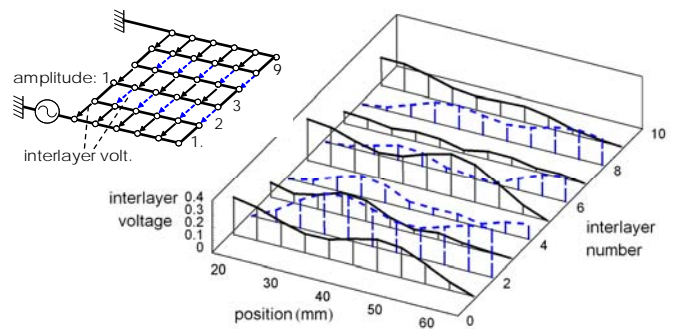 amplitude: 1
9
3
2
1.
interlayer volt.
interlayer
voltage
0.4
0.3
0.2
0.1
0
20
30
40
50
60
position (mm)
0
2
4
6
8
10
interlayer
number